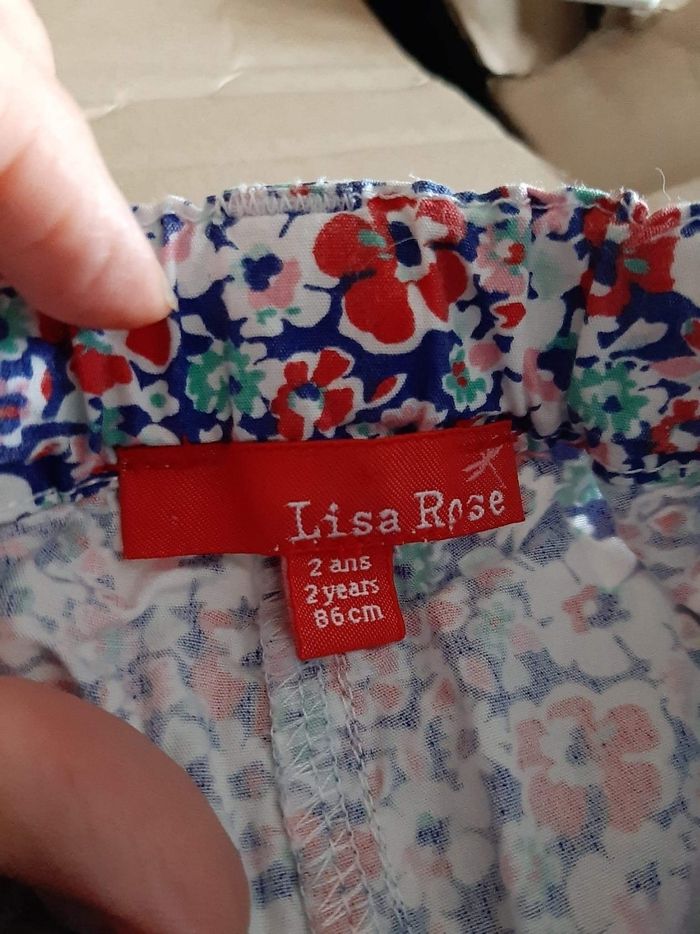 Lisa Rose
2 ans
2 years
86cm